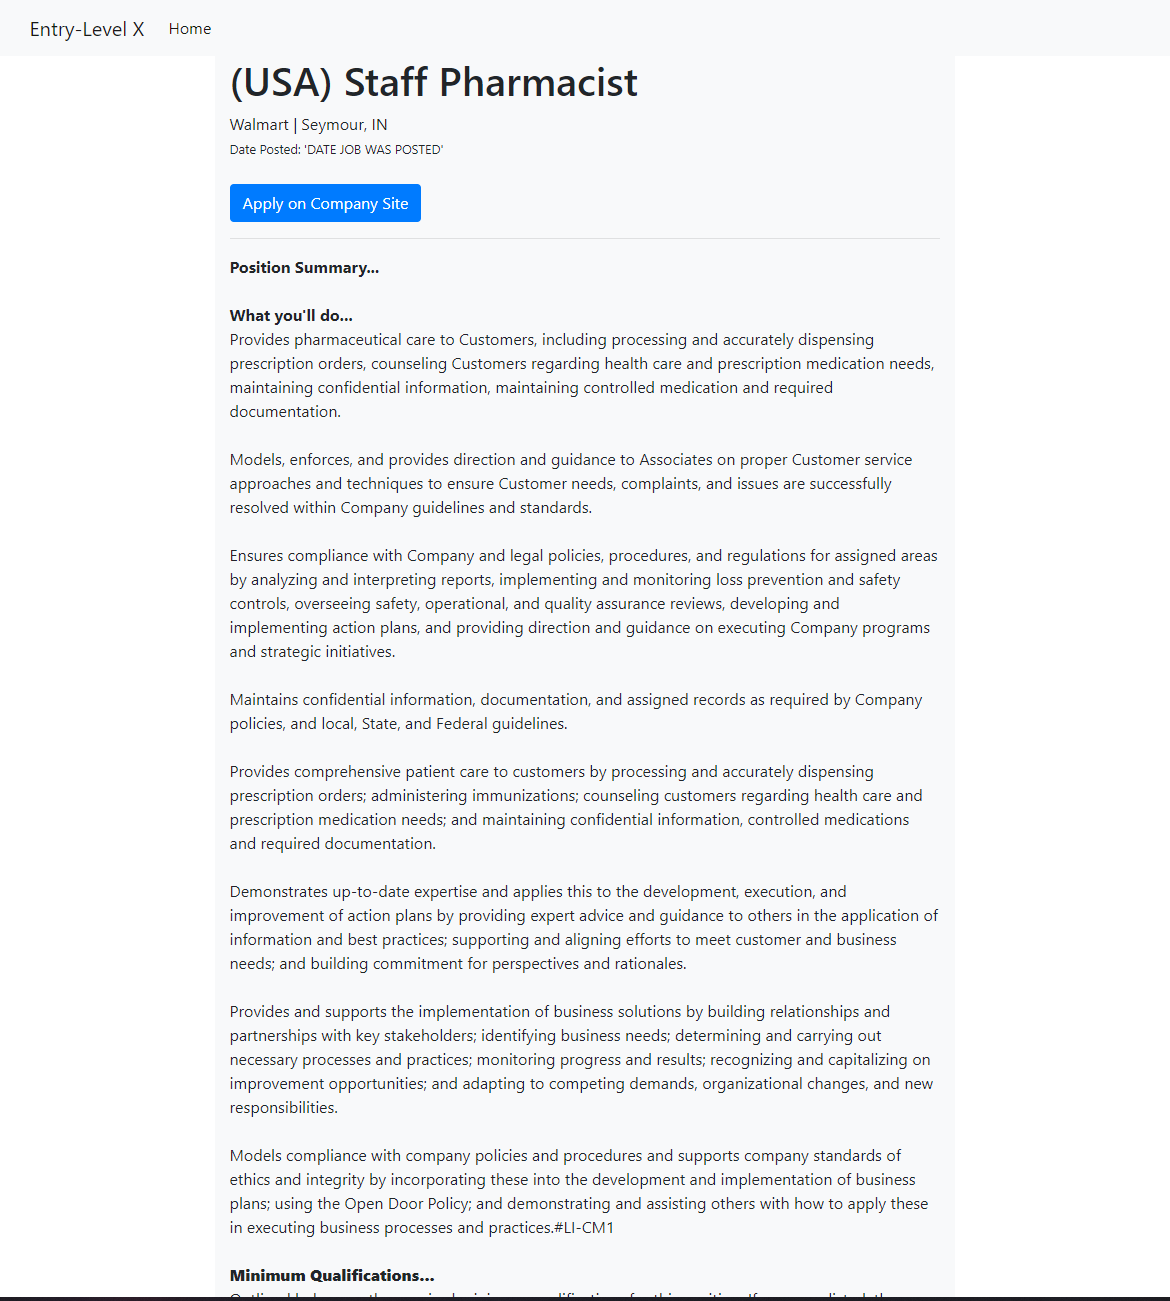 Entry-Level X Home
(USA) Staff Pharmacist
Walmart | Seymour, IN
Date Posted: 'DATE JOB WAS POSTED'
Apply on Company Site
Position Summary...
What you'll do...
Provides pharmaceutical care to Customers, including processing and accurately dispensing
prescription orders, counseling Customers regarding health care and prescription medication needs,
maintaining confidential information, maintaining controlled medication and required
documentation.
Models, enforces, and provides direction and guidance to Associates on proper Customer service
approaches and techniques to ensure Customer needs, complaints, and issues are successfully
resolved within Company guidelines and standards.
Ensures compliance with Company and legal policies, procedures, and regulations for assigned areas
by analyzing and interpreting reports, implementing and monitoring loss prevention and safety
controls, overseeing safety, operational, and quality assurance reviews, developing and
implementing action plans, and providing direction and guidance on executing Company programs
and strategic initiatives.
Maintains confidential information, documentation, and assigned records as required by Company
policies, and local, State, and Federal guidelines.
Provides comprehensive patient care to customers by processing and accurately dispensing
prescription orders; administering immunizations; counseling customers regarding health care and
prescription medication needs; and maintaining confidential information, controlled medications
and required documentation.
Demonstrates up-to-date expertise and applies this to the development, execution, and
improvement of action plans by providing expert advice and guidance to others in the application of
information and best practices; supporting and aligning efforts to meet customer and business
needs; and building commitment for perspectives and rationales.
Provides and supports the implementation of business solutions by building relationships and
partnerships with key stakeholders; identifying business needs; determining and carrying out
necessary processes and practices; monitoring progress and results; recognizing and capitalizing on
improvement opportunities; and adapting to competing demands, organizational changes, and new
responsibilities.
Models compliance with company policies and procedures and supports company standards of
ethics and integrity by incorporating these into the development and implementation of business
plans; using the Open Door Policy; and demonstrating and assisting others with how to apply these
in executing business processes and practices.#LI-CM1
Minimum Qualifications...